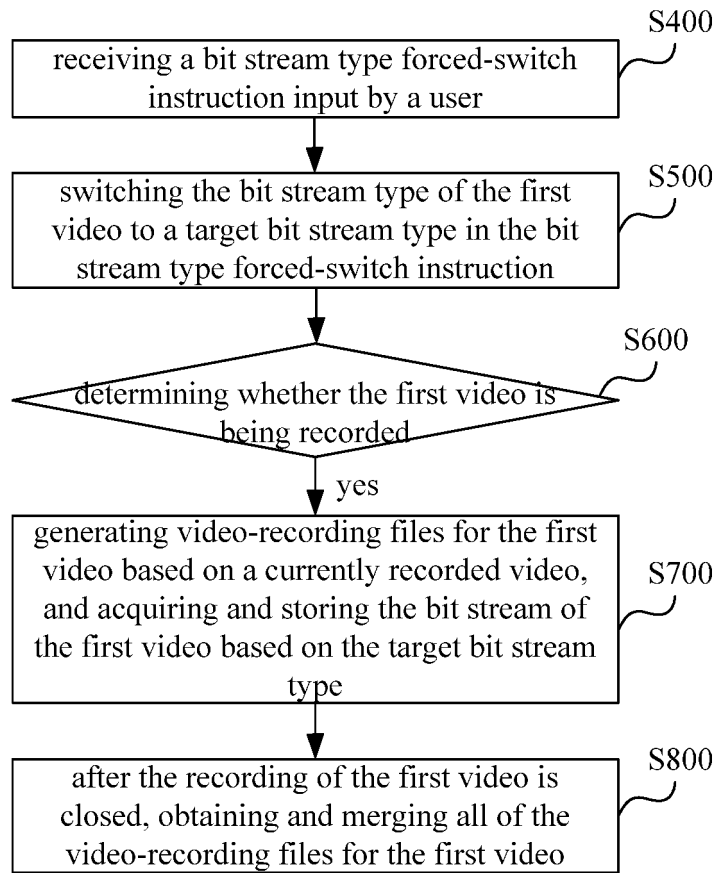 S400
receiving a bit stream type forced-switch
instruction input by a user
S500
switching the bit stream type of the first
video to a target bit stream type in the bit
stream type forced-switch instruction
S600
determining whether the first video is
being recorded
yes
S700
generating video-recording files for the first
video based on a currently recorded video,
and acquiring and storing the bit stream of
the first video based on the target bit stream
type
S800
after the recording of the first video is
closed, obtaining and merging all of the
video-recording files for the first video